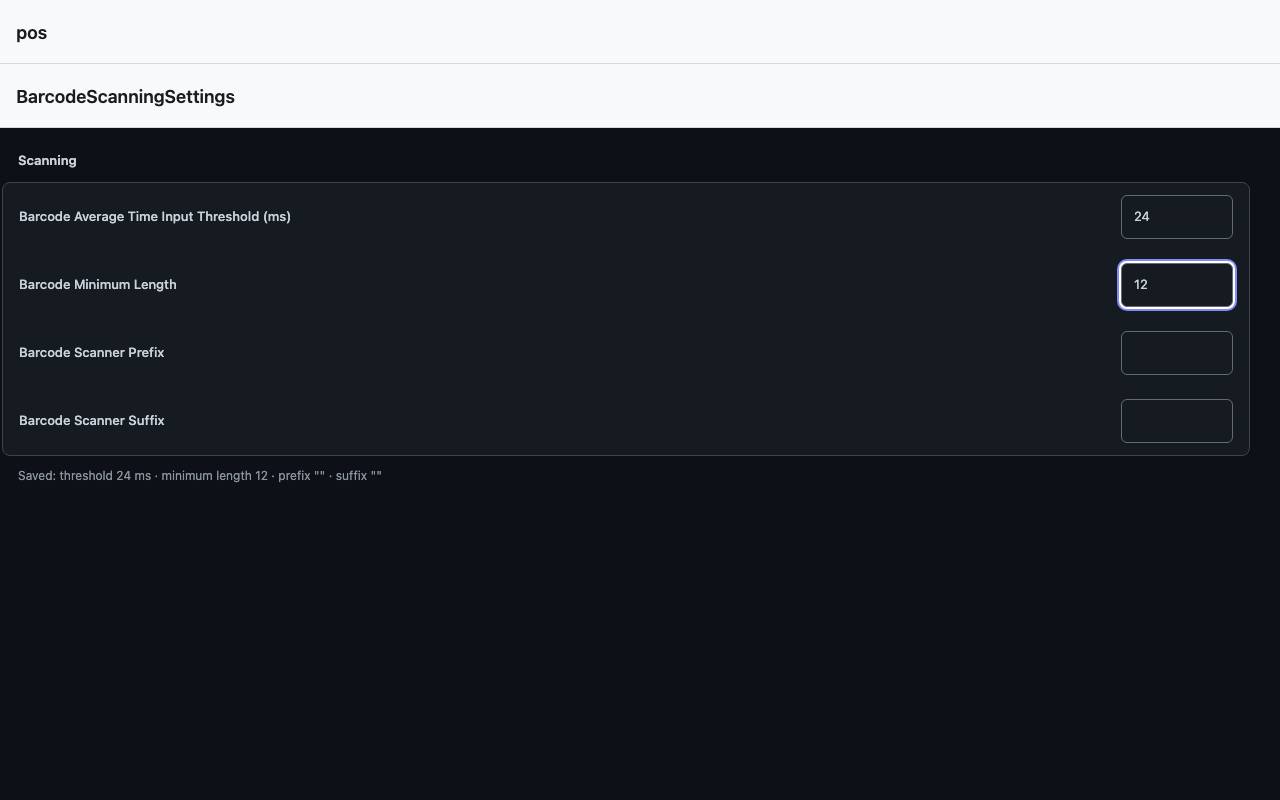 pos
BarcodeScanningSettings
Scanning
Barcode Average Time Input Threshold (ms)
24
Barcode Minimum Length
12
Barcode Scanner Prefix
Barcode Scanner Suffix
Saved: threshold 24 ms · minimum length 12 · prefix "" · suffix ""